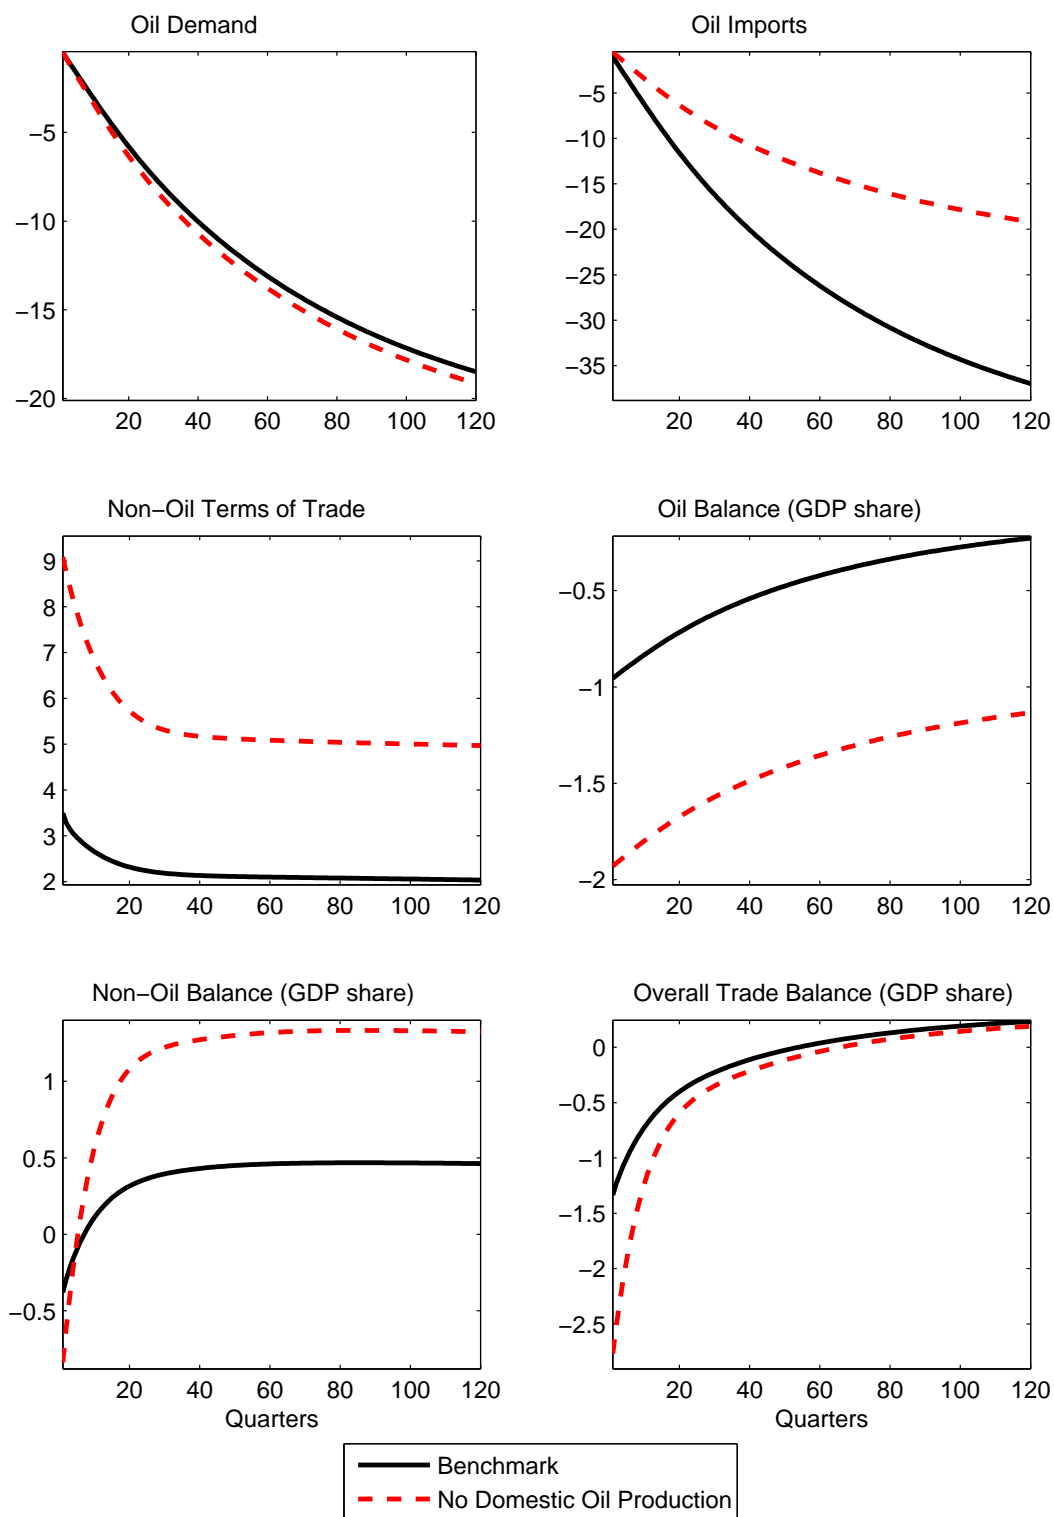 Oil Demand
−5
−10
−15
−20
20 40 60 80 100 120
Oil Imports
−5
−10
−15
−20
−25
−30
−35
20 40 60 80 100 120
Non−Oil Terms of Trade
9
8
7
6
5
4
3
2
20 40 60 80 100 120
Oil Balance (GDP share)
−0.5
−1
−1.5
−2
20 40 60 80 100 120
Non−Oil Balance (GDP share)
1
0.5
0
−0.5
20 40 60 80 100 120
Quarters
Overall Trade Balance (GDP share)
0
−0.5
−1
−1.5
−2
−2.5
20 40 60 80 100 120
Quarters
Benchmark
No Domestic Oil Production